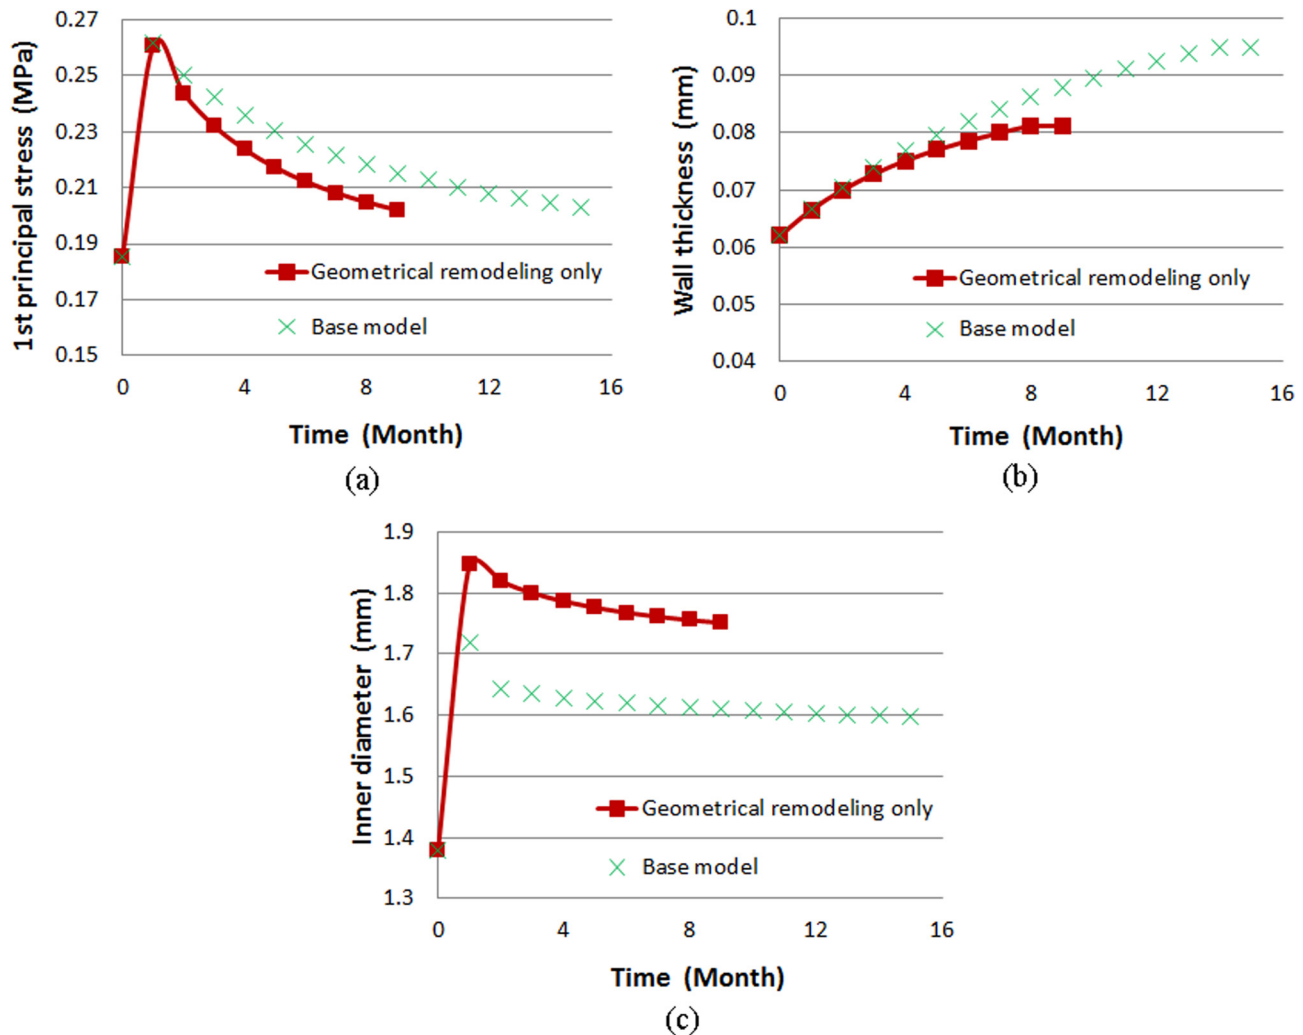 1st principal stress (MPa)
0.27
0.25
0.23
0.21
0.19
0.17
0.15
Geometrical remodeling only
Base model
0 4 8 12 16
Time (Month)
(a)
Wall thickness (mm)
0.1
0.09
0.08
0.07
0.06
0.05
0.04
Geometrical remodeling only
Base model
0 4 8 12 16
Time (Month)
(b)
Inner diameter (mm)
1.9
1.8
1.7
1.6
1.5
1.4
1.3
Geometrical remodeling only
Base model
0 4 8 12 16
Time (Month)
(c)